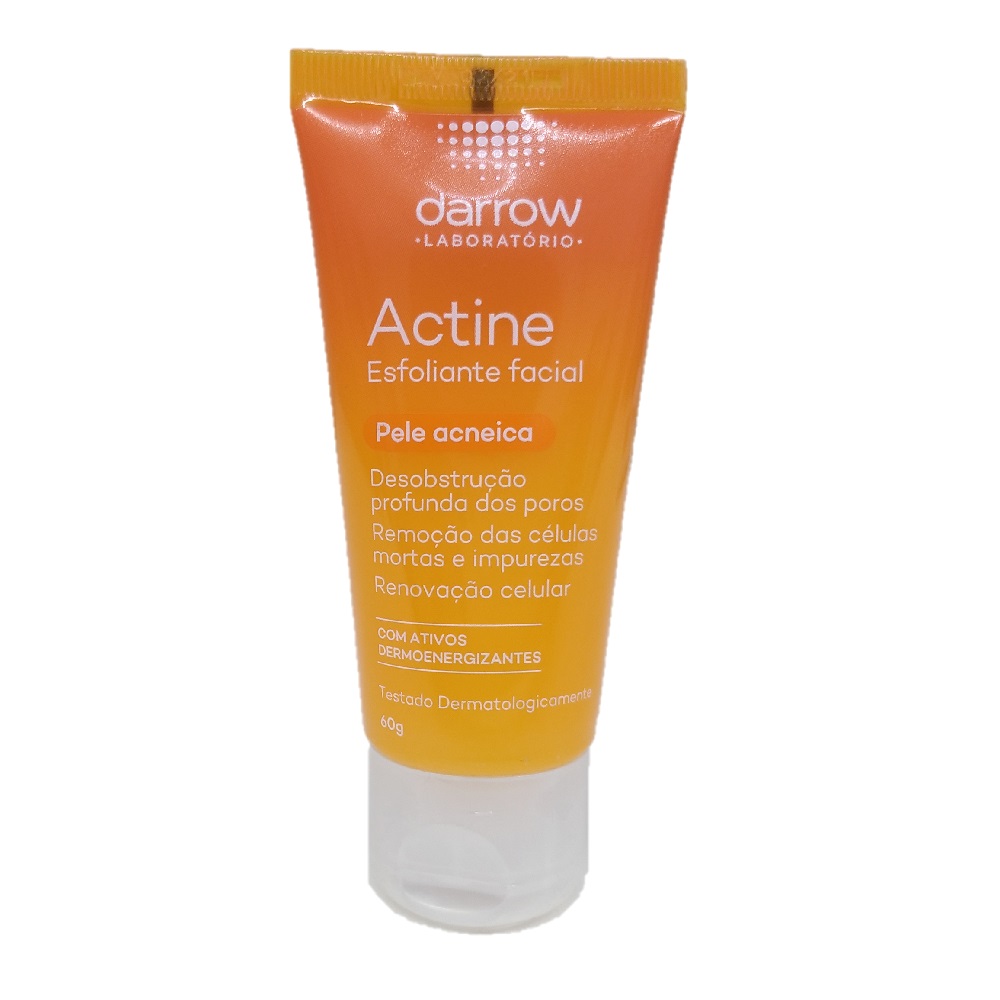 darrow
•LABORATÓRIO•
Actine
Esfoliante facial
Pele acneica
Desobstrução
profunda dos poros
Remoção das células
mortas e impurezas
Renovação celular
COM ATIVOS
DERMOENERGIZANTES
Testado Dermatologicamente
60g